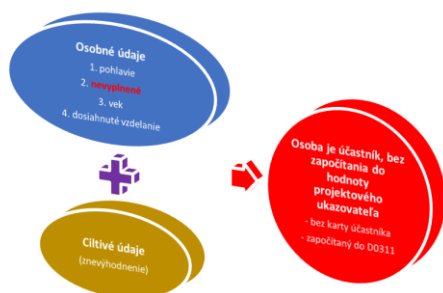 Osobné údaje
1. pohlavie
2. nevyplnené
3. vek
4. dosiahnuté vzdelanie
Ciltivé údaje
(znevýhodnenie)
Osoba je účastník, bez
započítania do
hodnoty
projektového
ukazovateľa
- bez karty účastníka
- započítaný do D0311